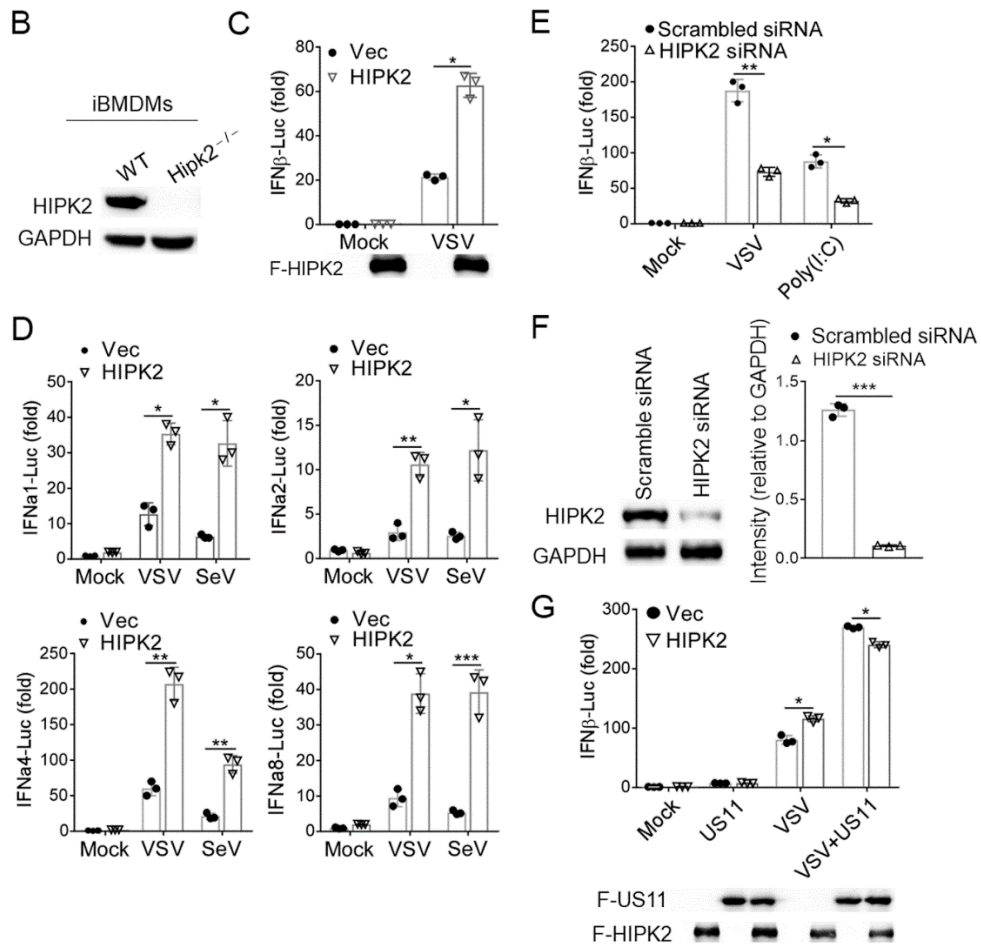 B
iBMDMs
WT
Hipk2⁻/⁻
HIPK2
GAPDH
C
Vec
HIPK2
*
IFNβ-Luc (fold)
80
60
40
20
0
Mock
VSV
F-HIPK2
E
Scrambled siRNA
HIPK2 siRNA
**
*
IFNβ-Luc (fold)
250
200
150
100
50
0
Mock
VSV
Poly(I:C)
D
Vec
HIPK2
*
*
IFNa1-Luc (fold)
50
40
30
20
10
0
Mock
VSV
SeV
Vec
HIPK2
**
*
IFNa2-Luc (fold)
20
15
10
5
0
Mock
VSV
SeV
Vec
HIPK2
**
**
IFNa4-Luc (fold)
250
200
150
100
50
0
Mock
VSV
SeV
Vec
HIPK2
*
***
IFNa8-Luc (fold)
50
40
30
20
10
0
Mock
VSV
SeV
F
Scramble siRNA
HIPK2 siRNA
HIPK2
GAPDH
Scrambled siRNA
HIPK2 siRNA
***
Intensity (relative to GAPDH)
1.5
1.0
0.5
0.0
G
Vec
HIPK2
*
*
IFNβ-Luc (fold)
300
200
100
0
Mock
US11
VSV
VSV+US11
F-US11
F-HIPK2